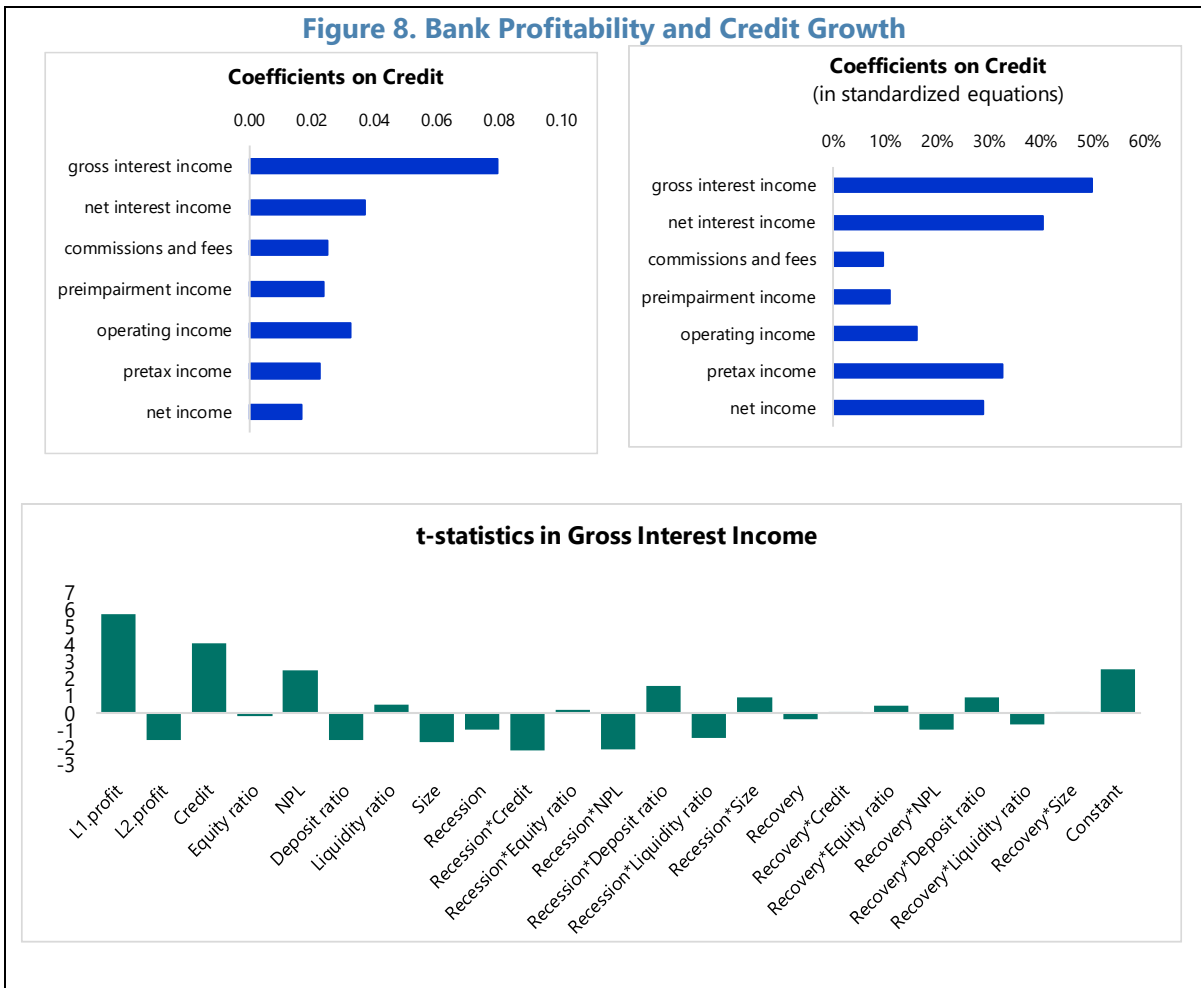 Figure 8. Bank Profitability and Credit Growth
Coefficients on Credit
0.00 0.02 0.04 0.06 0.08 0.10
gross interest income
net interest income
commissions and fees
preimpairment income
operating income
pretax income
net income
Coefficients on Credit
(in standardized equations)
0% 10% 20% 30% 40% 50% 60%
gross interest income
net interest income
commissions and fees
preimpairment income
operating income
pretax income
net income
t-statistics in Gross Interest Income
7
6
5
4
3
2
1
0
-1
-2
-3
L1.profit
L2.profit
Credit
Equity ratio
NPL
Deposit ratio
Liquidity ratio
Size
Recession
Recession*Credit
Recession*Equity ratio
Recession*NPL
Recession*Deposit ratio
Recession*Liquidity ratio
Recession*Size
Recovery
Recovery*Credit
Recovery*Equity ratio
Recovery*NPL
Recovery*Deposit ratio
Recovery*Liquidity ratio
Recovery*Size
Constant